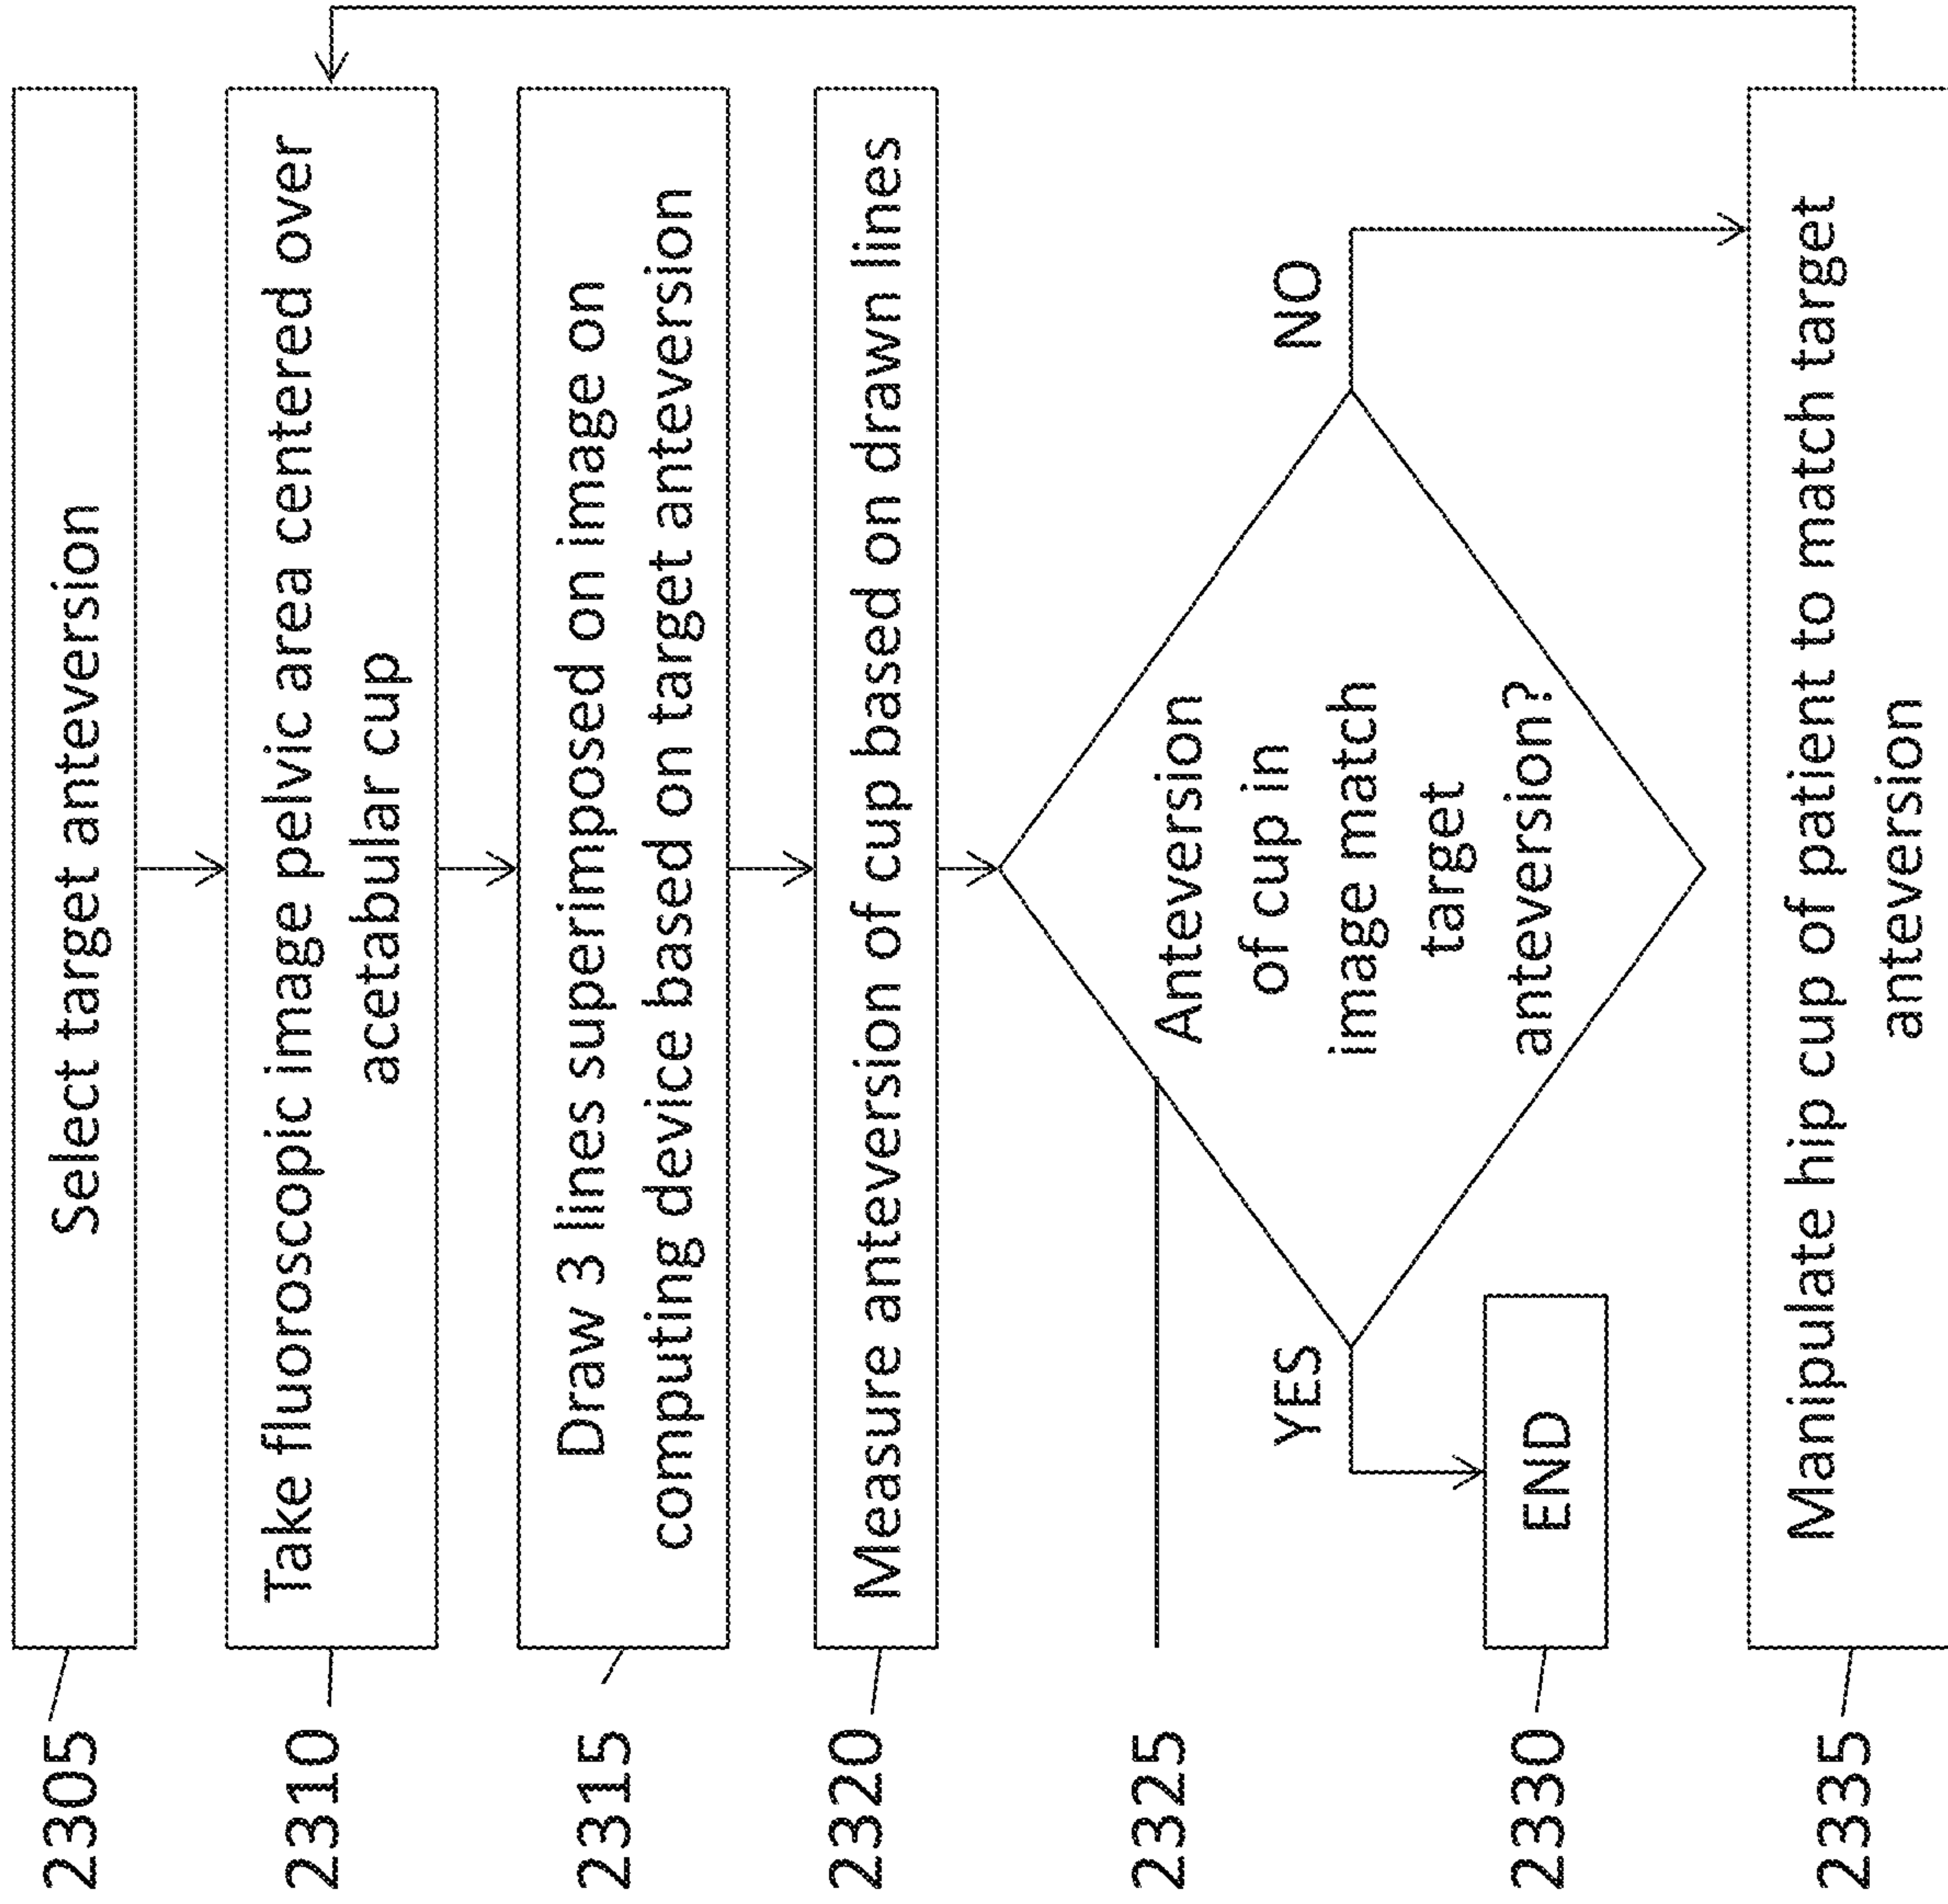 2305
Select target anteversion
2310
Take fluoroscopic image pelvic area centered over
acetabular cup
2315
Draw 3 lines superimposed on image on
computing device based on target anteversion
2320
Measure anteversion of cup based on drawn lines
2325
Anteversion
of cup in
image match
target
anteversion?
YES
NO
2330
END
2335
Manipulate hip cup of patient to match target
anteversion